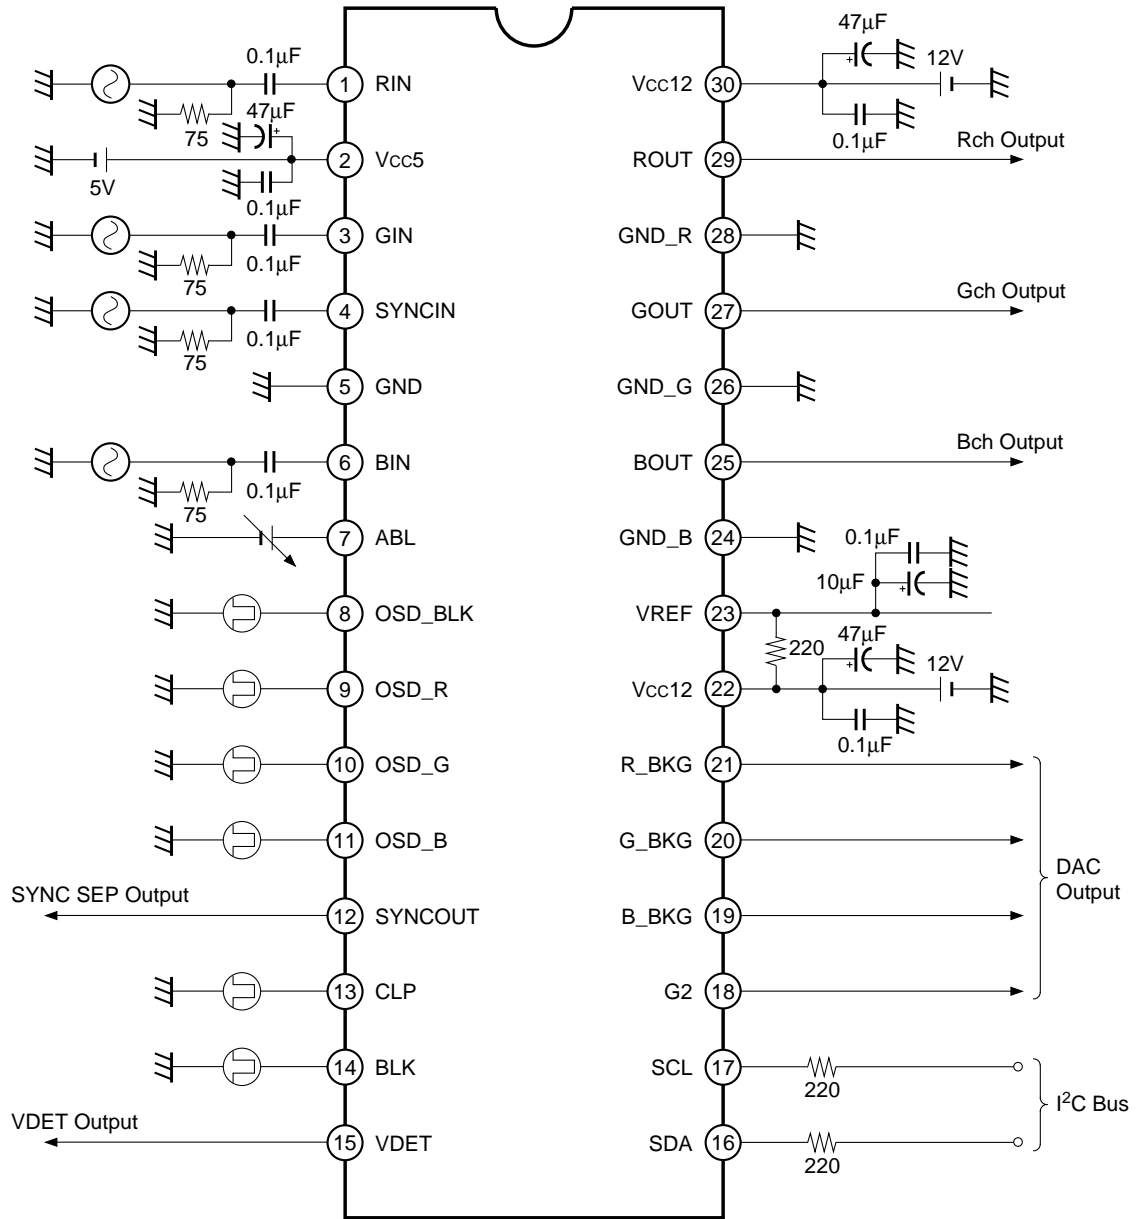 0.1µF
1 RIN
75
47µF
+
2 Vcc5
5V
0.1µF
3 GIN
0.1µF
75
4 SYNCIN
0.1µF
75
5 GND
6 BIN
0.1µF
75
7 ABL
8 OSD_BLK
9 OSD_R
10 OSD_G
11 OSD_B
SYNC SEP Output
12 SYNCOUT
13 CLP
14 BLK
VDET Output
15 VDET
47µF
+
12V
Vcc12 30
0.1µF
Rch Output
ROUT 29
GND_R 28
Gch Output
GOUT 27
GND_G 26
Bch Output
BOUT 25
GND_B 24
0.1µF
10µF
+
VREF 23
220
47µF
+
12V
Vcc12 22
0.1µF
R_BKG 21
G_BKG 20
DAC
Output
B_BKG 19
G2 18
SCL 17
220
I²C Bus
SDA 16
220